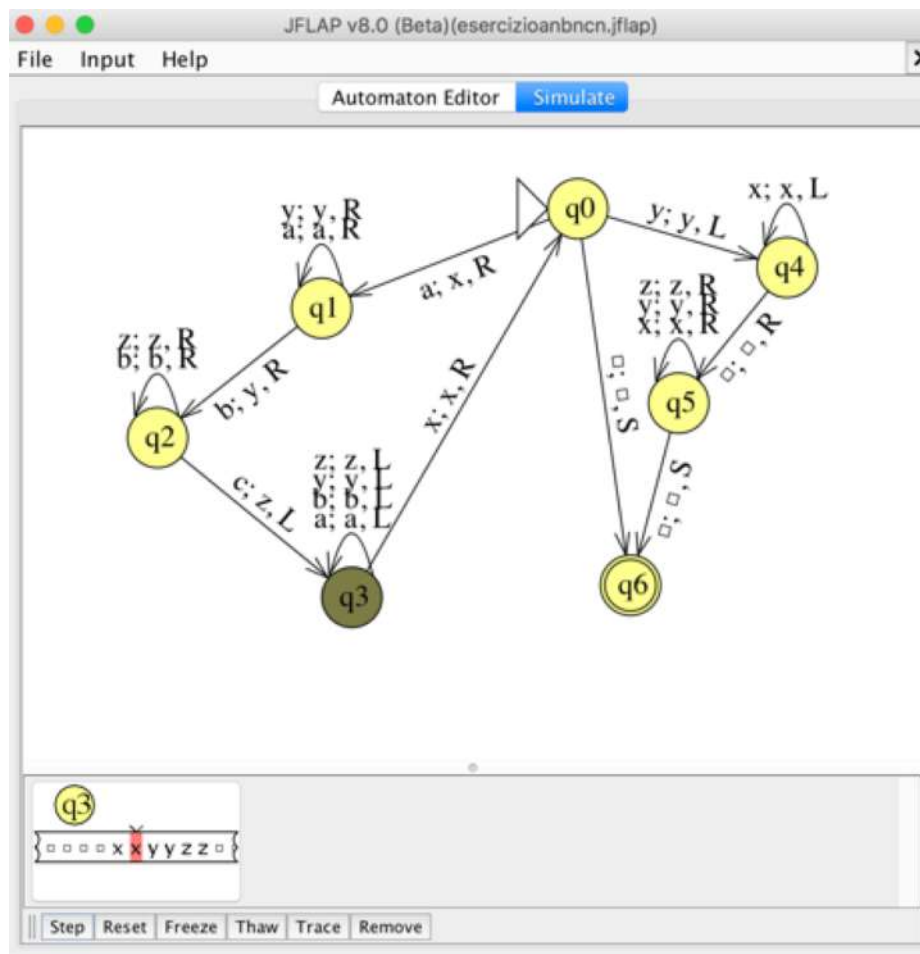 JFLAP v8.0 (Beta)(esercizioanbncn.jflap)
File Input Help
Automaton Editor Simulate
q0
y; y, R
a; a, R
q1
a; x, R
y; y, L
x; x, L
q4
z; z, R
y; y, R
x; x, R
□; □, R
q5
z; z, R
b; b, R
q2
b; y, R
x; x, R
□; □, S
□; □, S
c; z, L
z; z, L
y; y, L
b; b, L
a; a, L
q3
q6
q3
□ □ □ □ x x y y z z □
Step Reset Freeze Thaw Trace Remove